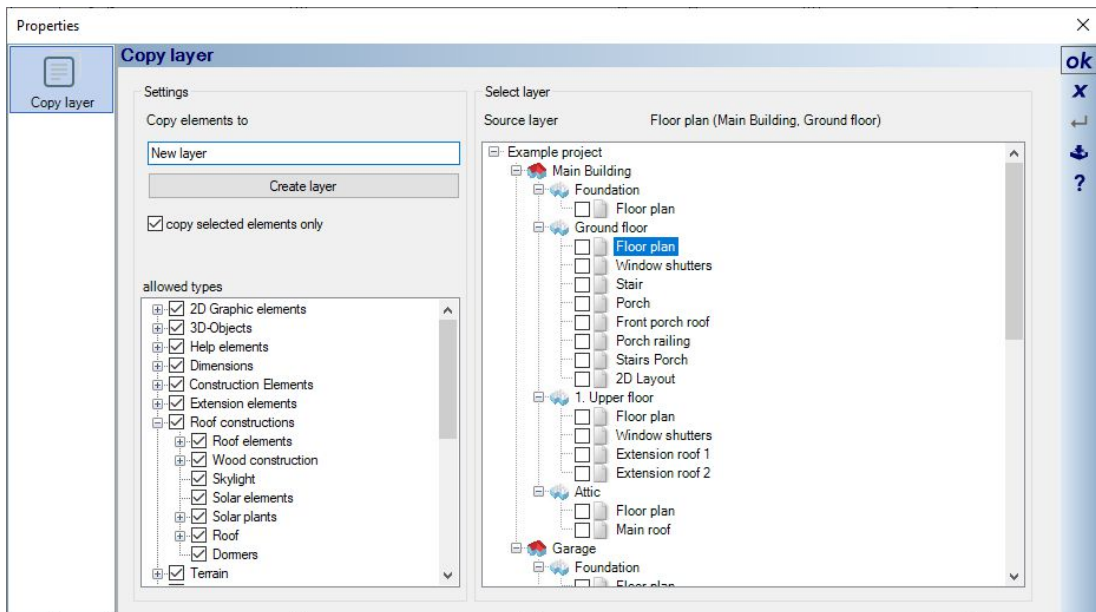 Properties
Copy layer
Copy layer
ok
x
?
Settings
Copy elements to
New layer
Create layer
copy selected elements only
allowed types
2D Graphic elements
3D-Objects
Help elements
Dimensions
Construction Elements
Extension elements
Roof constructions
Roof elements
Wood construction
Skylight
Solar elements
Solar plants
Roof
Dormers
Terrain
Select layer
Source layer Floor plan (Main Building, Ground floor)
Example project
Main Building
Foundation
Floor plan
Ground floor
Floor plan
Window shutters
Stair
Porch
Front porch roof
Porch railing
Stairs Porch
2D Layout
1. Upper floor
Floor plan
Window shutters
Extension roof 1
Extension roof 2
Attic
Floor plan
Main roof
Garage
Foundation
Floor plan